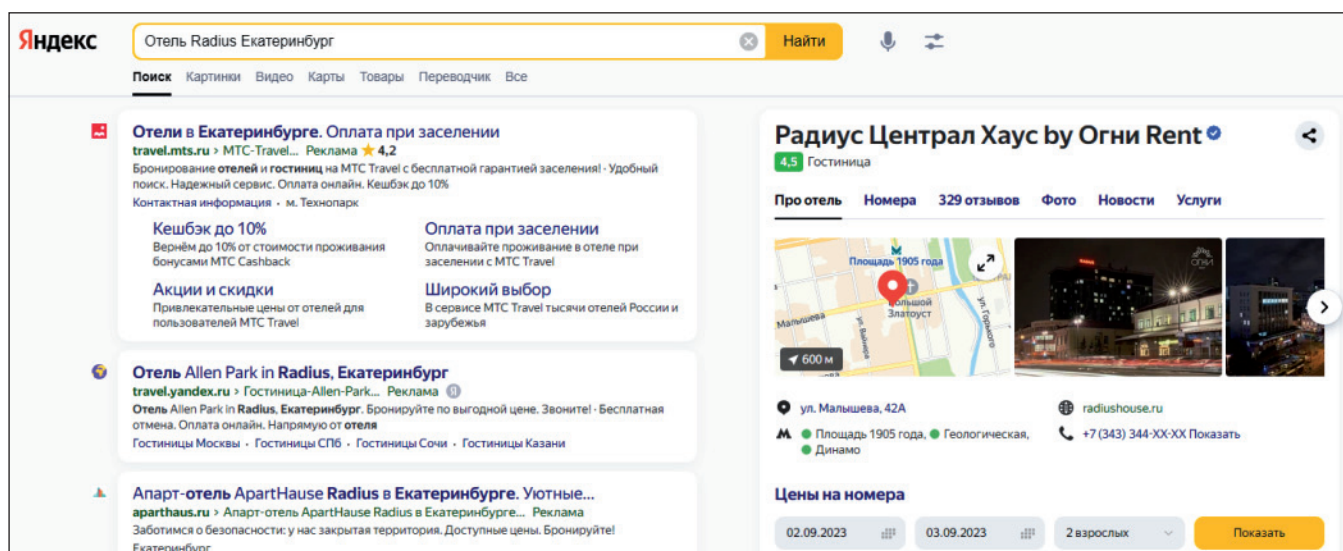 Яндекс
Отель Radius Екатеринбург
Найти
Поиск Картинки Видео Карты Товары Переводчик Все
Отели в Екатеринбурге. Оплата при заселении
travel.mts.ru › МТС-Travel... Реклама ★ 4,2
Бронирование отелей и гостиниц на МТС Travel с бесплатной гарантией заселения! · Удобный
поиск. Надежный сервис. Оплата онлайн. Кешбэк до 10%
Контактная информация · м. Технопарк
Кешбэк до 10%
Вернём до 10% от стоимости проживания
бонусами МТС Cashback
Оплата при заселении
Оплачивайте проживание в отеле при
заселении с МТС Travel
Акции и скидки
Привлекательные цены от отелей для
пользователей МТС Travel
Широкий выбор
В сервисе МТС Travel тысячи отелей России и
зарубежья
Отель Allen Park in Radius, Екатеринбург
travel.yandex.ru › Гостиница-Allen-Park... Реклама Я
Отель Allen Park in Radius, Екатеринбург. Бронируйте по выгодной цене. Звоните! · Бесплатная
отмена. Оплата онлайн. Напрямую от отеля
Гостиницы Москвы · Гостиницы СПб · Гостиницы Сочи · Гостиницы Казани
Апарт-отель ApartHause Radius в Екатеринбурге. Уютные...
aparthaus.ru › Апарт-отель ApartHause Radius в Екатеринбурге... Реклама
Заботимся о безопасности: у нас закрытая территория. Доступные цены. Бронируйте!
Екатеринбург
Радиус Централ Хаус by Огни Rent
4,5 Гостиница
Про отель Номера 329 отзывов Фото Новости Услуги
Площадь 1905 года
Большой
Златоуст
Малышева
ул. Вайнера
ул. Горького
600 м
ОГНИ
ул. Малышева, 42А
radiushouse.ru
Площадь 1905 года, Геологическая,
Динамо
+7 (343) 344-XX-XX Показать
Цены на номера
02.09.2023 03.09.2023 2 взрослых Показать